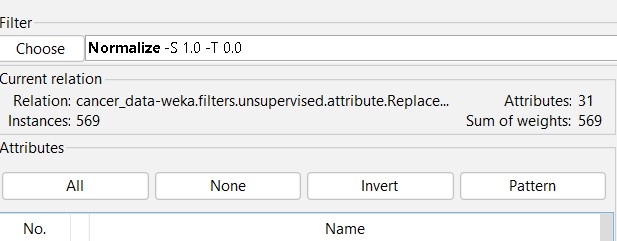 Filter
Choose Normalize -S 1.0 -T 0.0
Current relation
Relation: cancer_data-weka.filters.unsupervised.attribute.Replace... Attributes: 31
Instances: 569 Sum of weights: 569
Attributes
All None Invert Pattern
No. Name